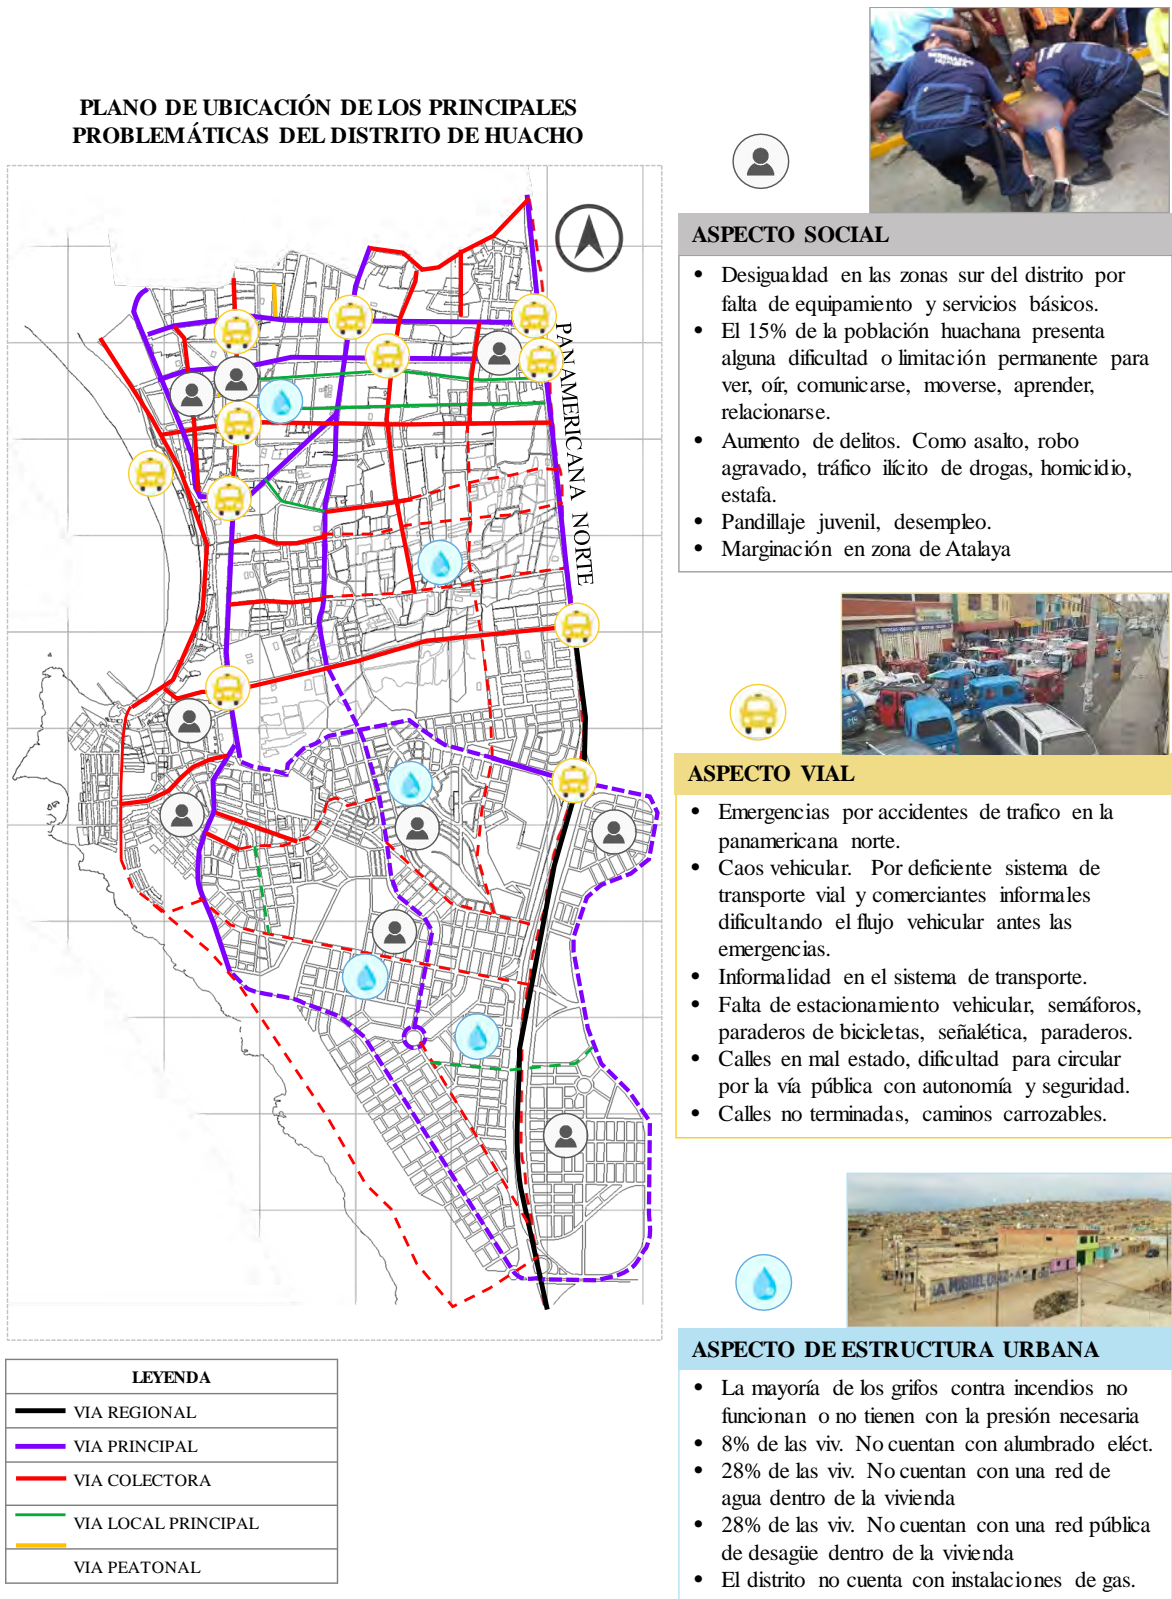 PLANO DE UBICACIÓN DE LOS PRINCIPALES
PROBLEMÁTICAS DEL DISTRITO DE HUACHO
PANAMERICANA NORTE
ASPECTO SOCIAL
• Desigualdad en las zonas sur del distrito por
falta de equipamiento y servicios básicos.
• El 15% de la población huachana presenta
alguna dificultad o limitación permanente para
ver, oír, comunicarse, moverse, aprender,
relacionarse.
• Aumento de delitos. Como asalto, robo
agravado, tráfico ilícito de drogas, homicidio,
estafa.
• Pandillaje juvenil, desempleo.
• Marginación en zona de Atalaya
ASPECTO VIAL
• Emergencias por accidentes de trafico en la
panamericana norte.
• Caos vehicular. Por deficiente sistema de
transporte vial y comerciantes informales
dificultando el flujo vehicular antes las
emergencias.
• Informalidad en el sistema de transporte.
• Falta de estacionamiento vehicular, semáforos,
paraderos de bicicletas, señalética, paraderos.
• Calles en mal estado, dificultad para circular
por la vía pública con autonomía y seguridad.
• Calles no terminadas, caminos carrozables.
ASPECTO DE ESTRUCTURA URBANA
• La mayoría de los grifos contra incendios no
funcionan o no tienen con la presión necesaria
• 8% de las viv. No cuentan con alumbrado eléct.
• 28% de las viv. No cuentan con una red de
agua dentro de la vivienda
• 28% de las viv. No cuentan con una red pública
de desagüe dentro de la vivienda
• El distrito no cuenta con instalaciones de gas.
LEYENDA
VIA REGIONAL
VIA PRINCIPAL
VIA COLECTORA
VIA LOCAL PRINCIPAL
VIA PEATONAL